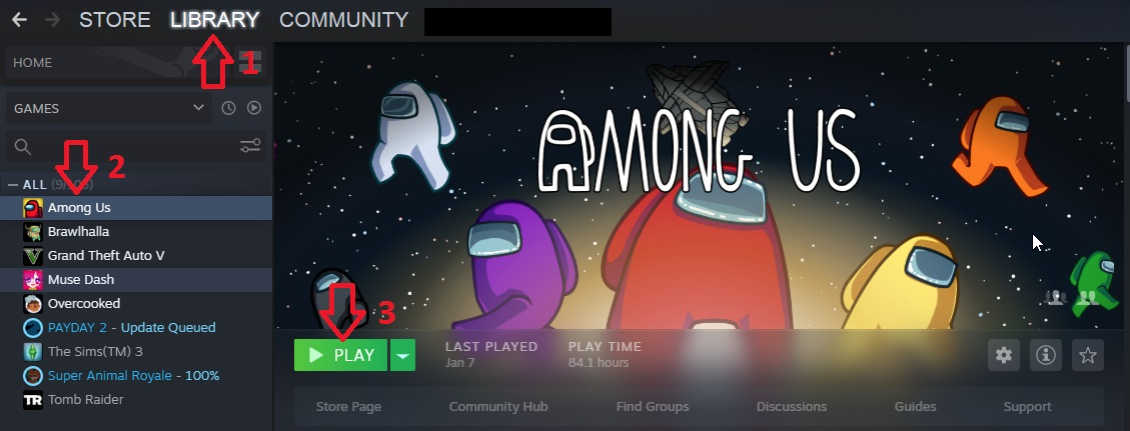 STORE LIBRARY COMMUNITY
HOME
1
GAMES
2
ALL
Among Us
Brawlhalla
Grand Theft Auto V
Muse Dash
Overcooked
PAYDAY 2 - Update Queued
The Sims(TM) 3
Super Animal Royale - 100%
TR Tomb Raider
AMONG US
3
PLAY
LAST PLAYED
Jan 7
PLAY TIME
84.1 hours
Store Page Community Hub Find Groups Discussions Guides Support